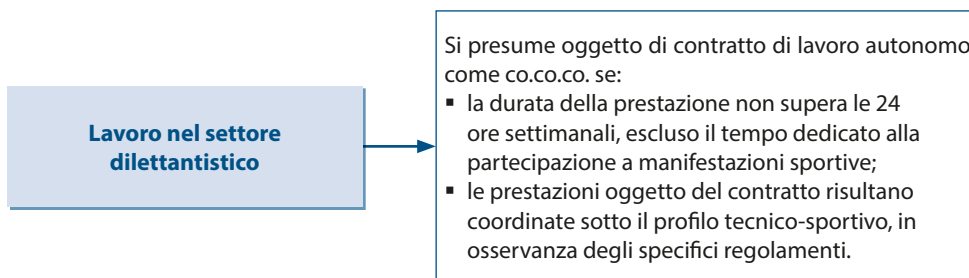 Lavoro nel settore
dilettantistico
Si presume oggetto di contratto di lavoro autonomo
come co.co.co. se:
▪ la durata della prestazione non supera le 24
ore settimanali, escluso il tempo dedicato alla
partecipazione a manifestazioni sportive;
▪ le prestazioni oggetto del contratto risultano
coordinate sotto il profilo tecnico-sportivo, in
osservanza degli specifici regolamenti.